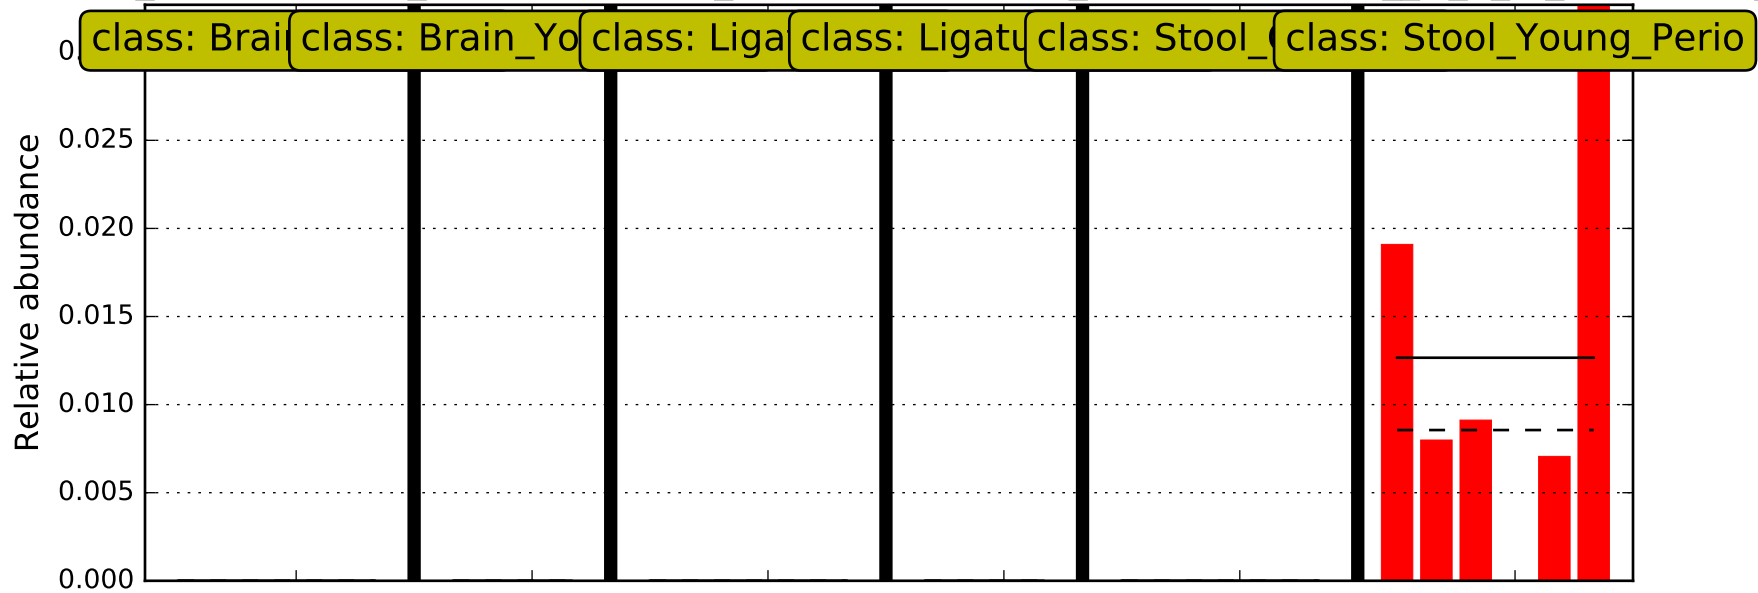 class: Brai
class: Brain_Yo
class: Liga
class: Ligatu
class: Stool_
class: Stool_Young_Perio
0.025
0.020
0.015
0.010
0.005
0.000
Relative abundance